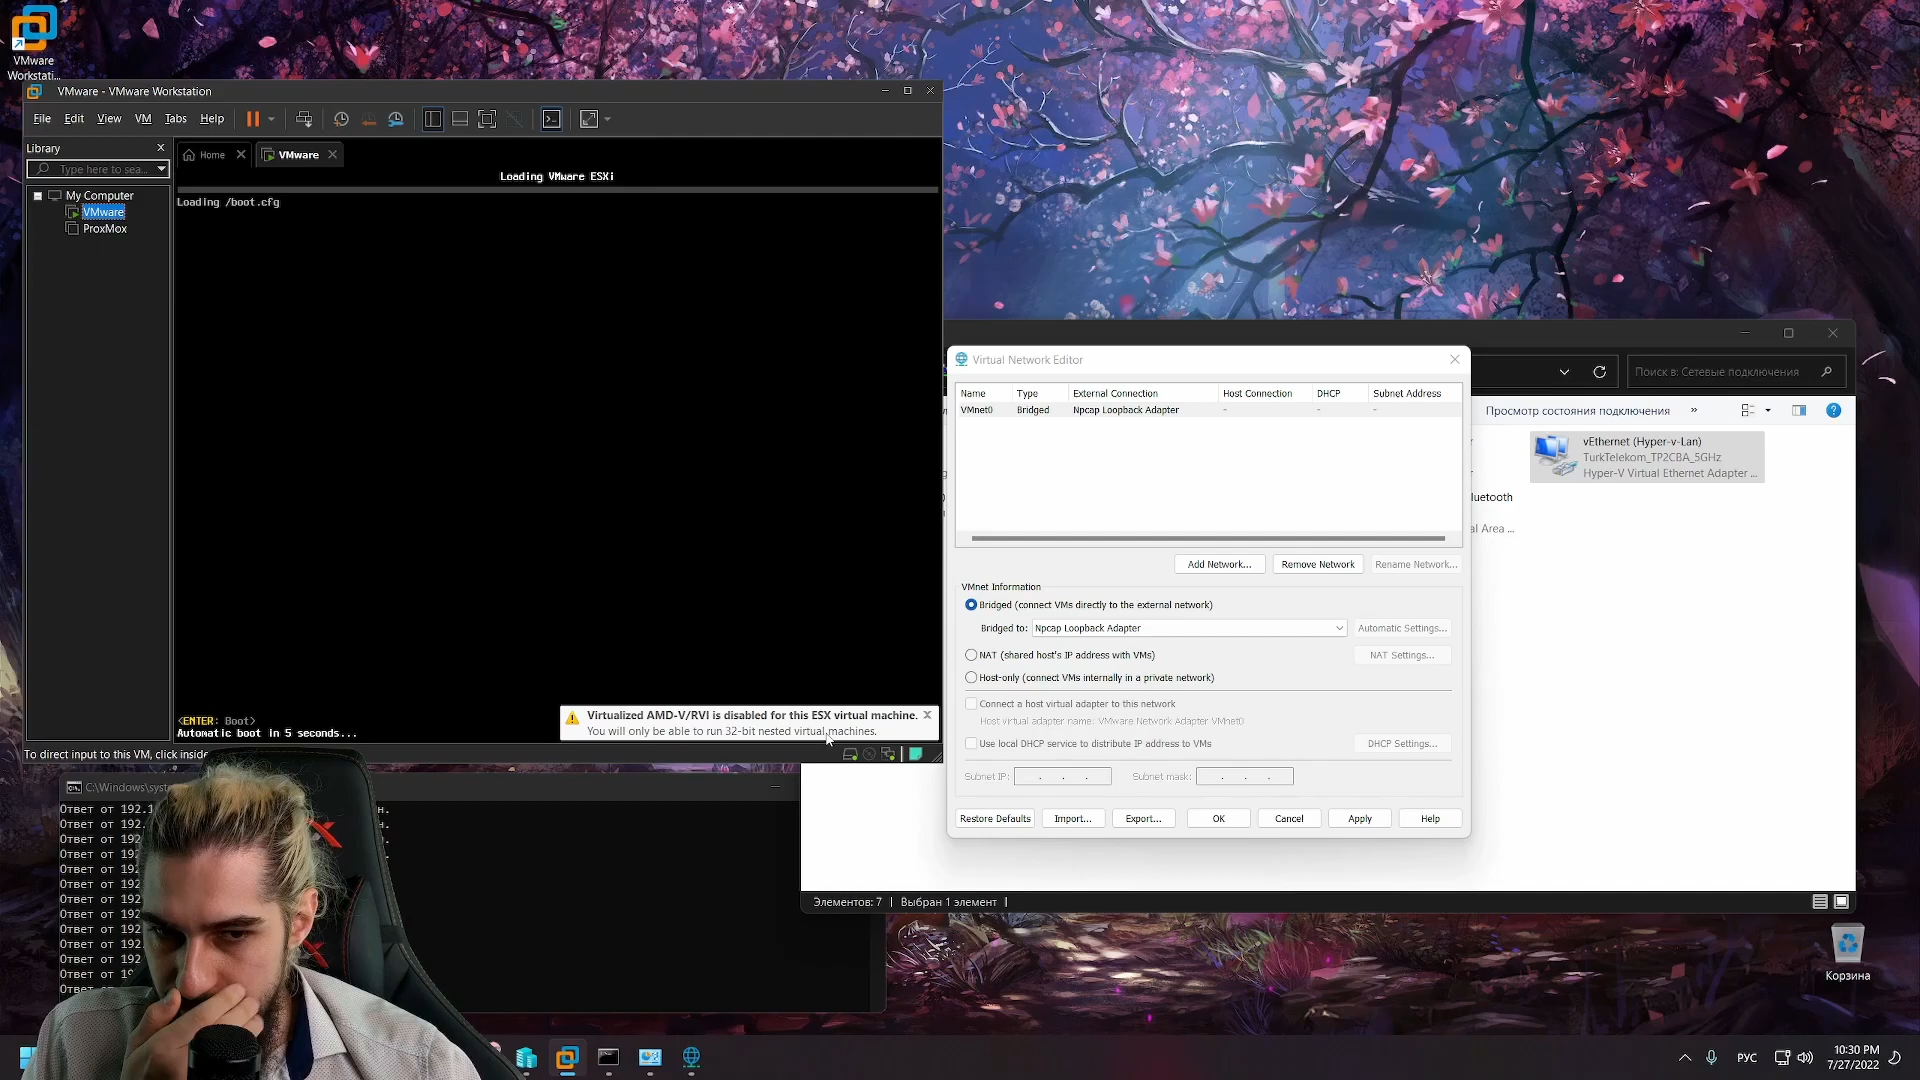 VMware
Workstati...
VMware - VMware Workstation
File Edit View VM Tabs Help
Library
Type here to sea...
My Computer
VMware
ProxMox
Home
VMware
Loading VMware ESXi
Loading /boot.cfg
<ENTER: Boot>
Automatic boot in 5 seconds...
Virtualized AMD-V/RVI is disabled for this ESX virtual machine.
You will only be able to run 32-bit nested virtual machines.
To direct input to this VM, click inside
C:\Windows\syst
Ответ от 192.1
Ответ от 192.
Ответ от 192.
Ответ от 192.
Ответ от 192
Ответ от 192
Ответ от 192
Ответ от 192
Ответ от 192
Ответ от 192
Ответ от 192
Ответ от 19
Ответ от
Virtual Network Editor
Name Type External Connection Host Connection DHCP Subnet Address
VMnet0 Bridged Npcap Loopback Adapter - - -
Add Network... Remove Network Rename Network...
VMnet Information
Bridged (connect VMs directly to the external network)
Bridged to: Npcap Loopback Adapter Automatic Settings...
NAT (shared host's IP address with VMs) NAT Settings...
Host-only (connect VMs internally in a private network)
Connect a host virtual adapter to this network
Host virtual adapter name: VMware Network Adapter VMnet0
Use local DHCP service to distribute IP address to VMs DHCP Settings...
Subnet IP: . . . Subnet mask: . . .
Restore Defaults Import... Export... OK Cancel Apply Help
Поиск в: Сетевые подключения
Просмотр состояния подключения »
vEthernet (Hyper-v-Lan)
TurkTelekom_TP2CBA_5GHz
Hyper-V Virtual Ethernet Adapter ...
luetooth
al Area ...
Элементов: 7 Выбран 1 элемент
Корзина
РУС
10:30 PM
7/27/2022